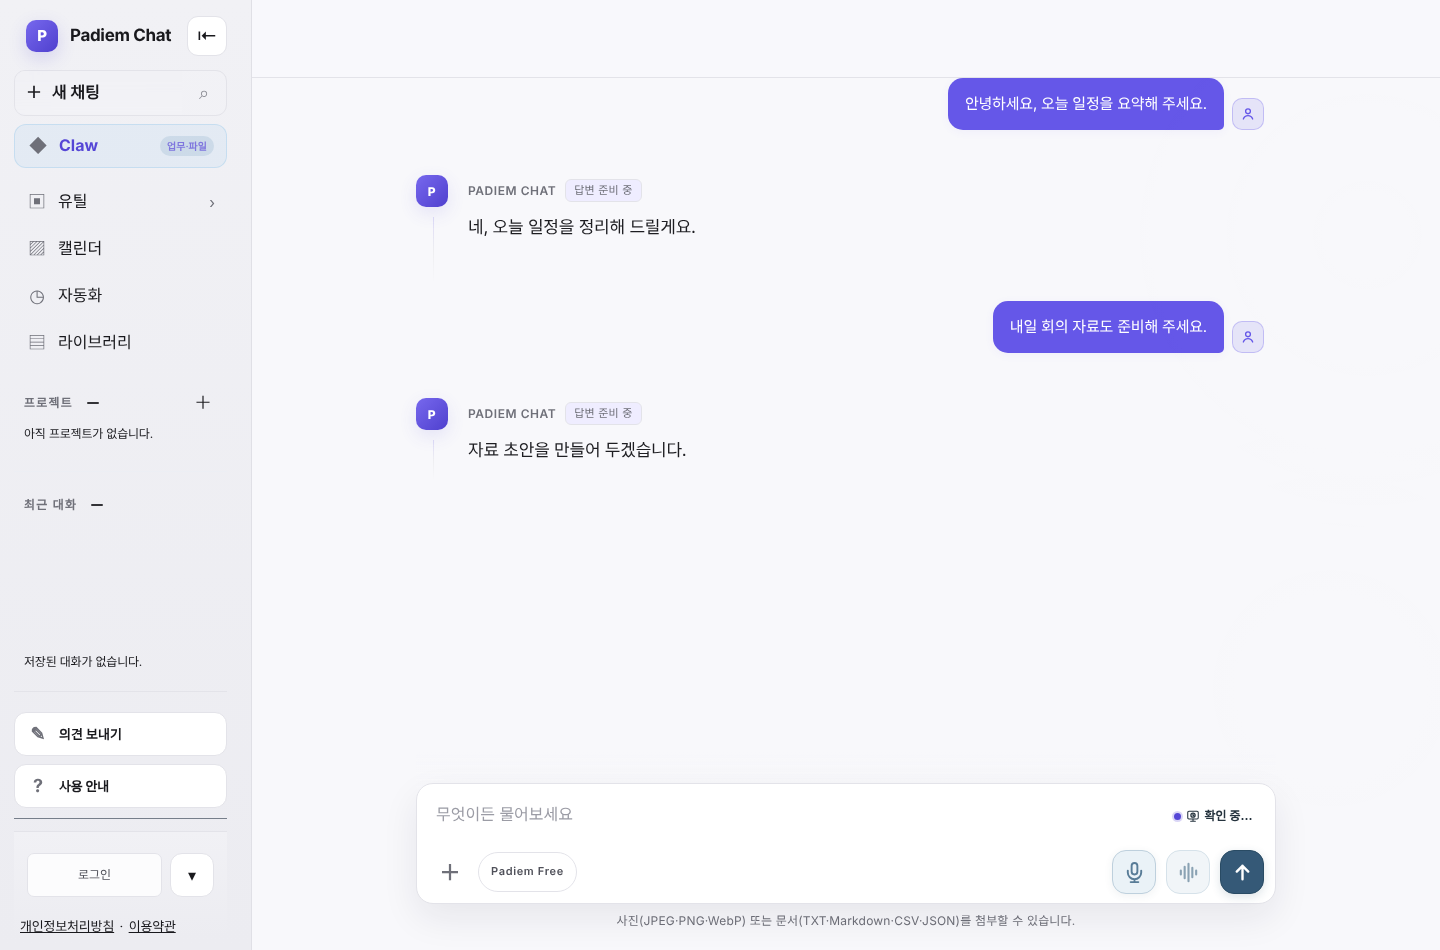 P Padiem Chat
+ 새 채팅
Claw 업무·파일
유틸
캘린더
자동화
라이브러리
프로젝트
아직 프로젝트가 없습니다.
최근 대화
저장된 대화가 없습니다.
의견 보내기
? 사용 안내
로그인
개인정보처리방침 · 이용약관
안녕하세요, 오늘 일정을 요약해 주세요.
P PADIEM CHAT 답변 준비 중
네, 오늘 일정을 정리해 드릴게요.
내일 회의 자료도 준비해 주세요.
P PADIEM CHAT 답변 준비 중
자료 초안을 만들어 두겠습니다.
무엇이든 물어보세요
확인 중...
Padiem Free
사진(JPEG·PNG·WebP) 또는 문서(TXT·Markdown·CSV·JSON)를 첨부할 수 있습니다.